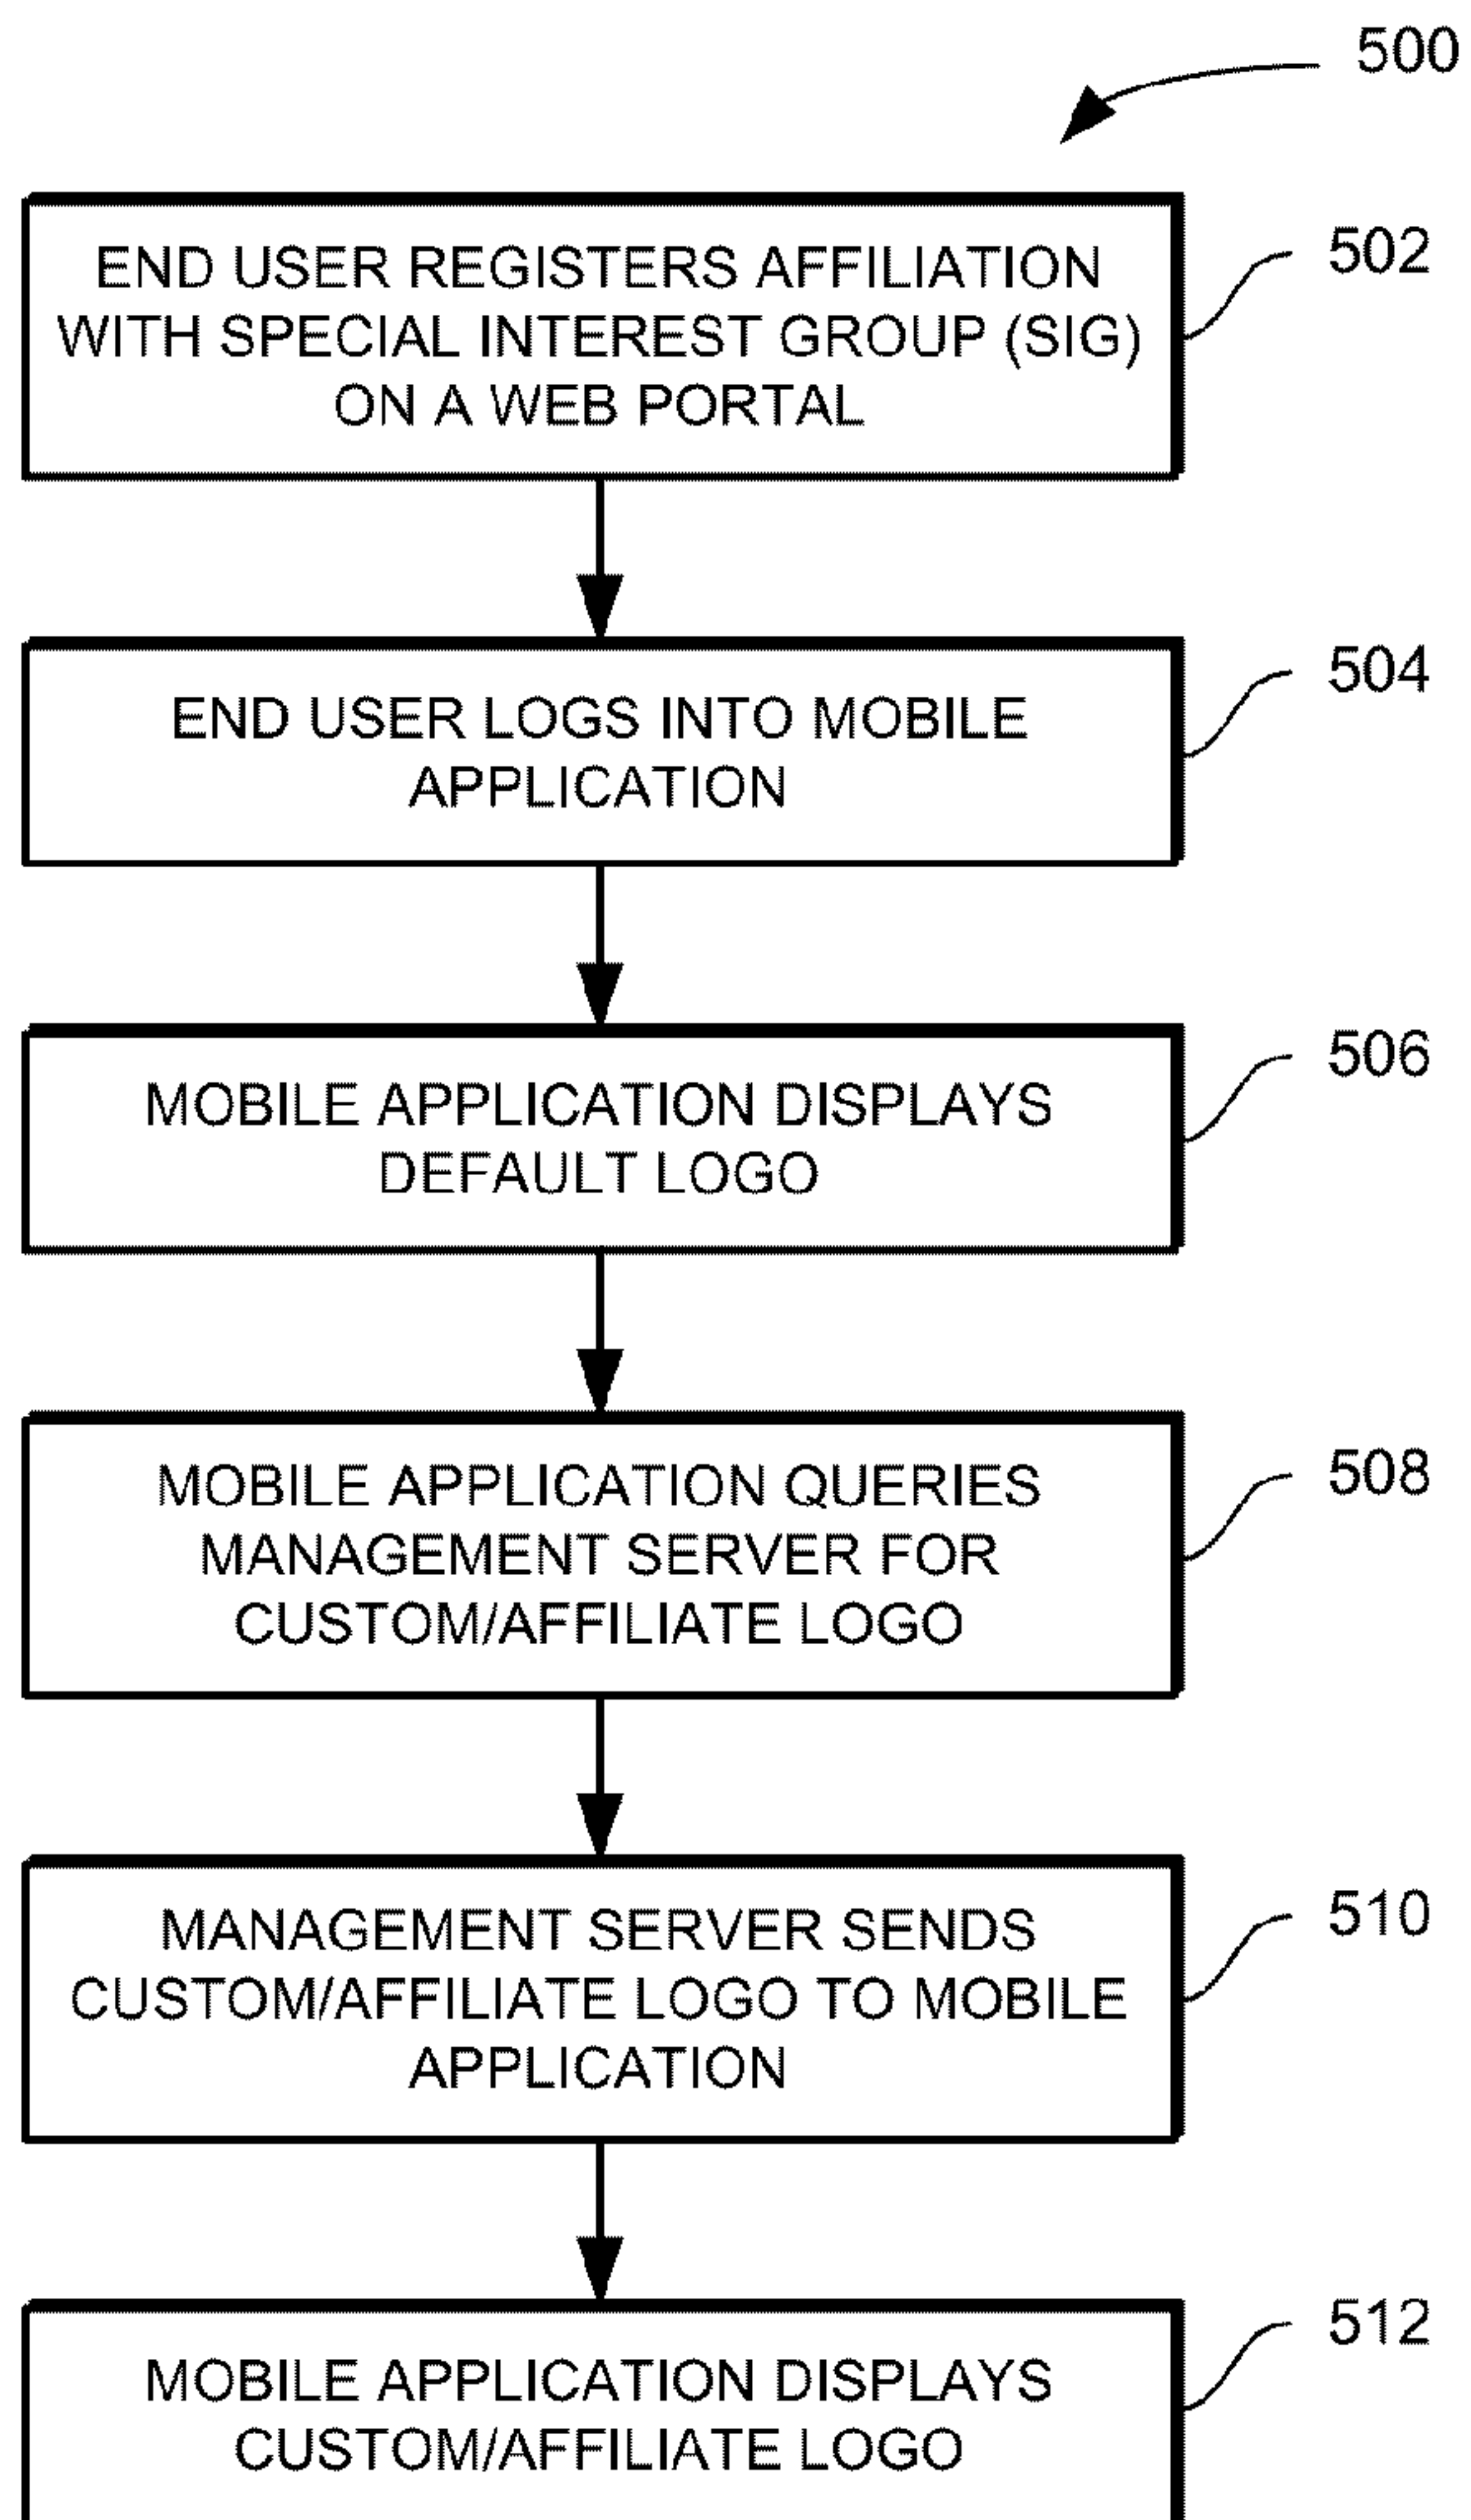 500
END USER REGISTERS AFFILIATION
WITH SPECIAL INTEREST GROUP (SIG)
ON A WEB PORTAL
502
END USER LOGS INTO MOBILE
APPLICATION
504
MOBILE APPLICATION DISPLAYS
DEFAULT LOGO
506
MOBILE APPLICATION QUERIES
MANAGEMENT SERVER FOR
CUSTOM/AFFILIATE LOGO
508
MANAGEMENT SERVER SENDS
CUSTOM/AFFILIATE LOGO TO MOBILE
APPLICATION
510
MOBILE APPLICATION DISPLAYS
CUSTOM/AFFILIATE LOGO
512